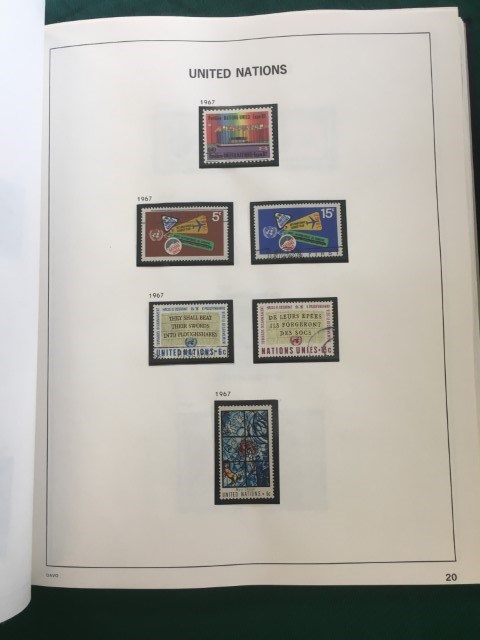 UNITED NATIONS
1967
1967
5c
15c
1967
THEY SHALL BEAT
THEIR SWORDS
INTO PLOUGHSHARES
UNITED NATIONS • 6c
DE LEURS EPEES
ILS FORGERONT
DES SOCS
NATIONS UNIES •
1967
UNITED NATIONS • 6c
DAVO
20